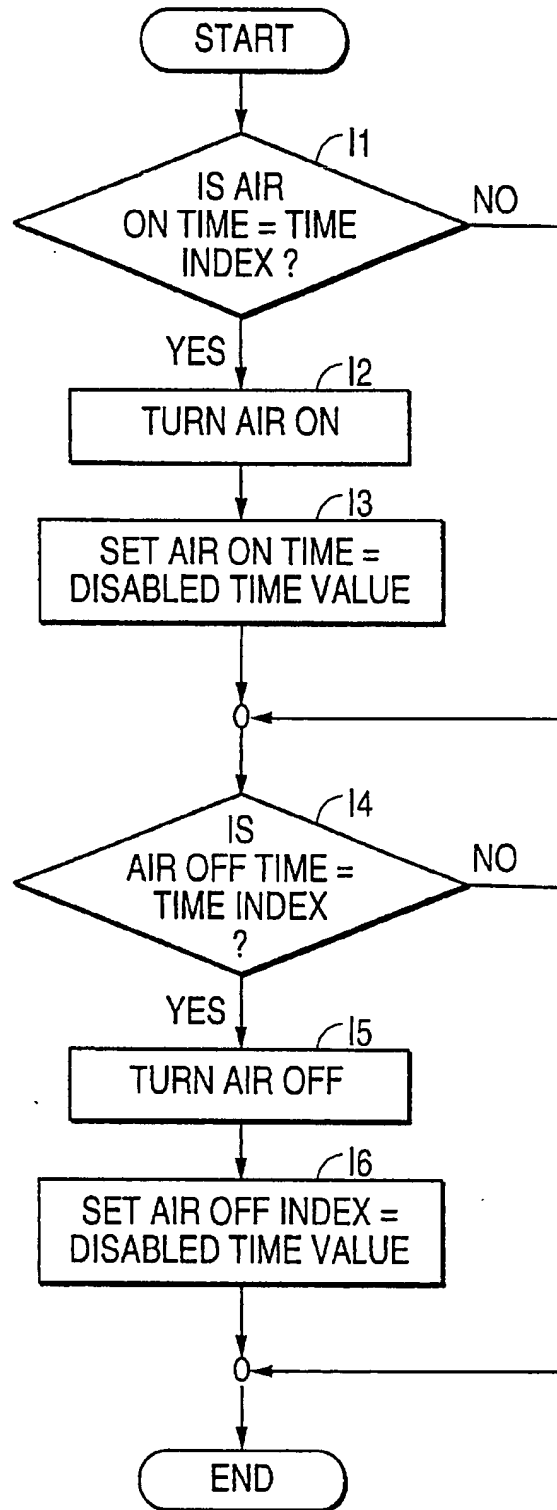 START
I1
IS AIR
ON TIME = TIME
INDEX ?
NO
YES
I2
TURN AIR ON
I3
SET AIR ON TIME =
DISABLED TIME VALUE
I4
IS
AIR OFF TIME =
TIME INDEX
?
NO
YES
I5
TURN AIR OFF
I6
SET AIR OFF INDEX =
DISABLED TIME VALUE
END